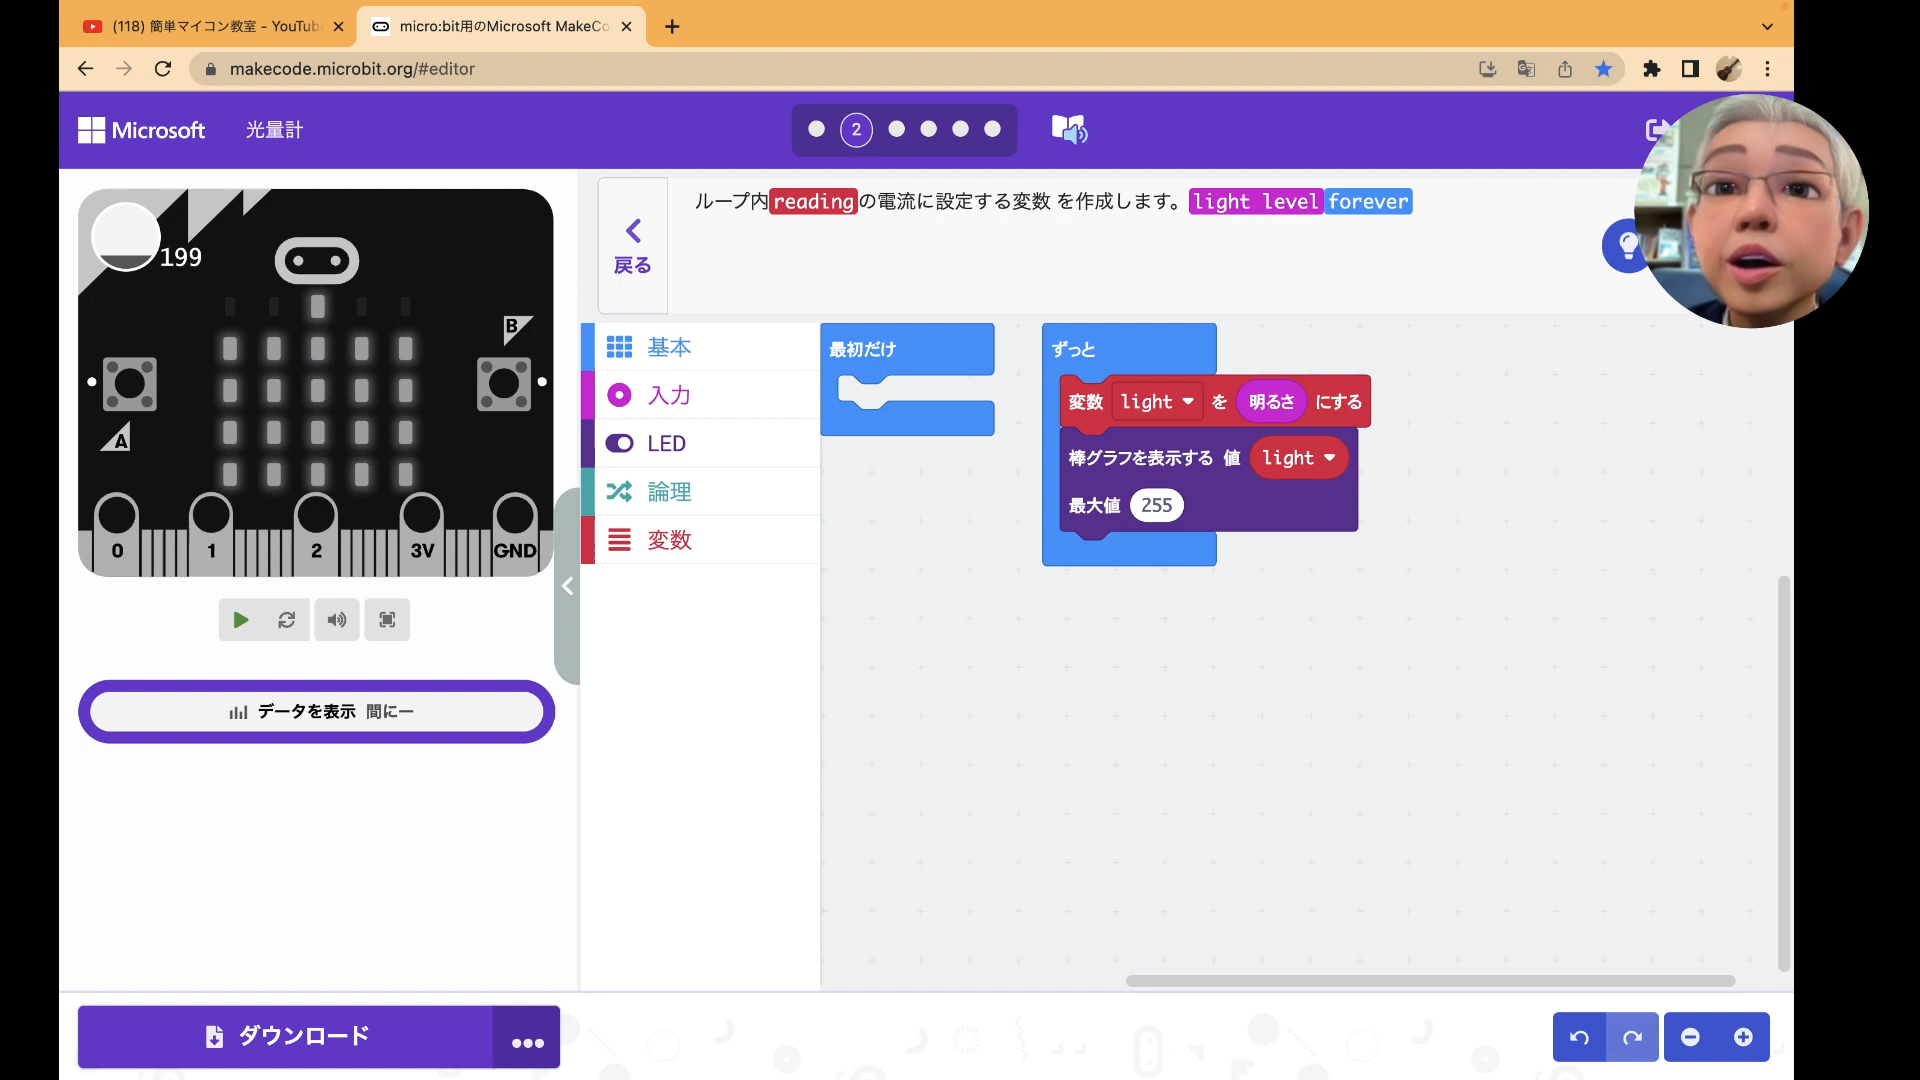 (118) 簡単マイコン教室 - YouTub
micro:bit用のMicrosoft MakeCo
makecode.microbit.org/#editor
Microsoft
光量計
2
199
B
A
0
1
2
3V
GND
戻る
ループ内readingの電流に設定する変数 を作成します。light level forever
基本
入力
LED
論理
変数
最初だけ
ずっと
変数 light を 明るさ にする
棒グラフを表示する 値 light
最大値 255
データを表示 間に一
ダウンロード